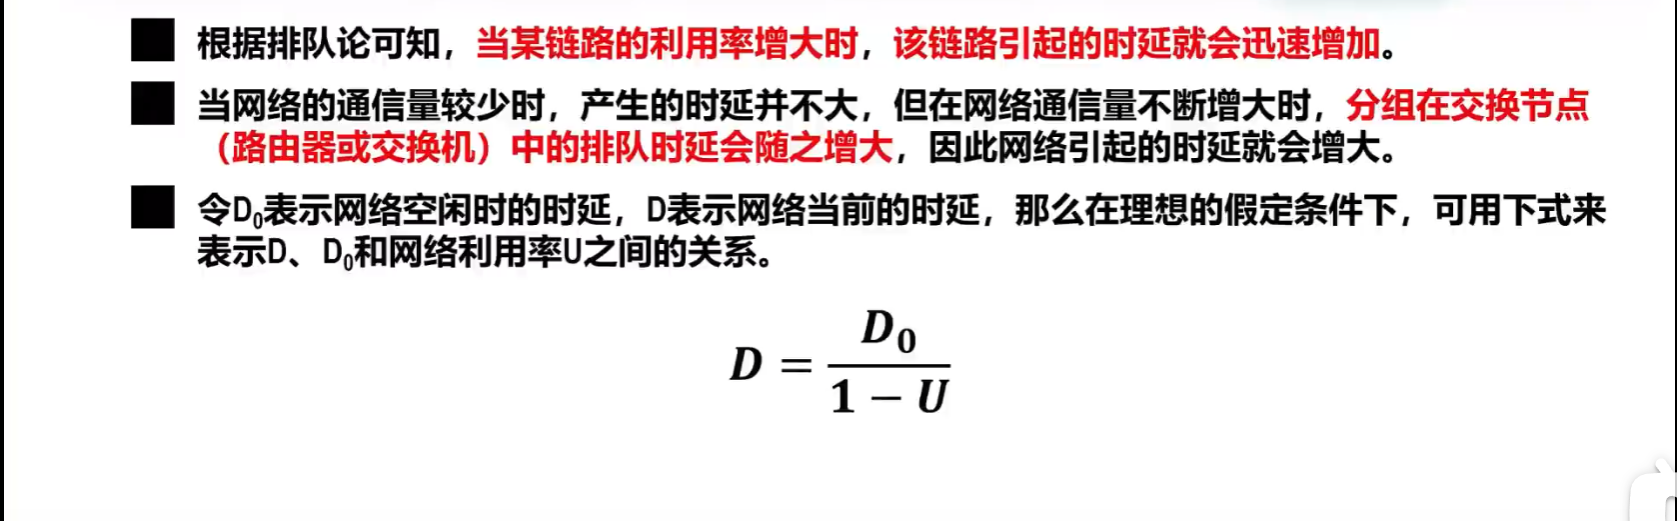 根据排队论可知，当某链路的利用率增大时，该链路引起的时延就会迅速增加。
当网络的通信量较少时，产生的时延并不大，但在网络通信量不断增大时，分组在交换节点
（路由器或交换机）中的排队时延会随之增大，因此网络引起的时延就会增大。
令D₀表示网络空闲时的时延，D表示网络当前的时延，那么在理想的假定条件下，可用下式来
表示D、D₀和网络利用率U之间的关系。
D = D₀ / (1 − U)